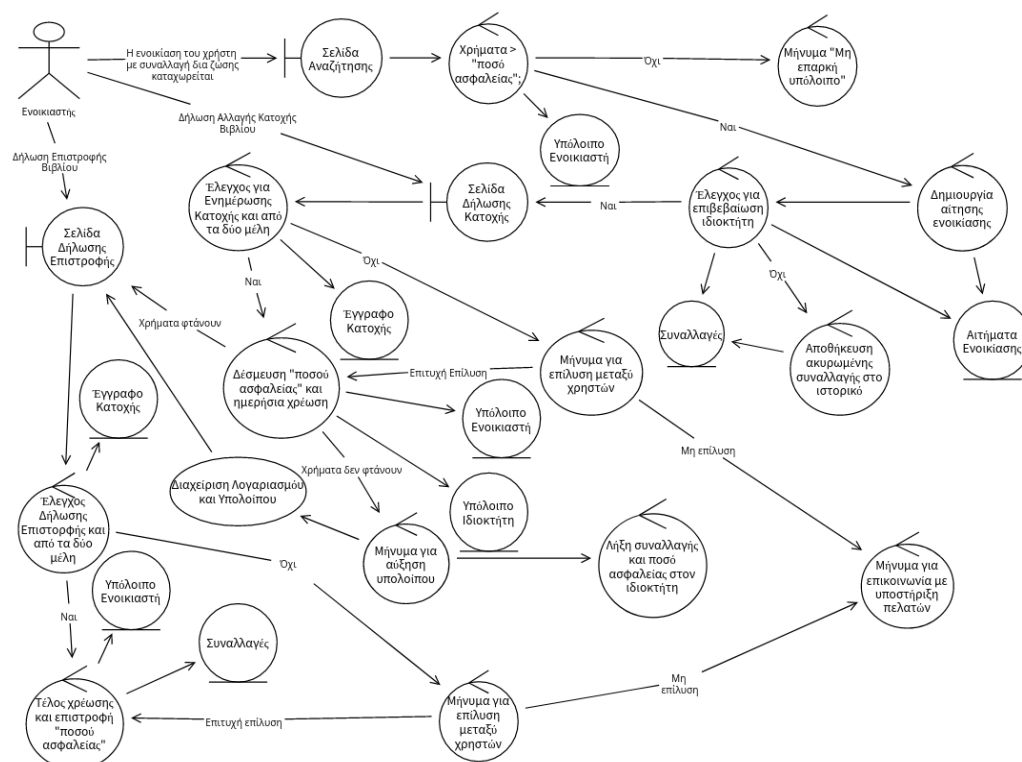 Η ενοικίαση του χρήστη
με συναλλαγή δια ζώσης
καταχωρείται
Σελίδα
Αναζήτησης
Χρήματα >
"ποσό
ασφαλείας";
Όχι
Μήνυμα "Μη
επαρκή
υπόλοιπο"
Ενοικιαστής
Δήλωση Αλλαγής Κατοχής
Βιβλίου
Ναι
Υπόλοιπο
Ενοικιαστή
Δήλωση Επιστροφής
Βιβλίου
Έλεγχος για
Ενημέρωσης
Κατοχής και από
τα δύο μέλη
Σελίδα
Δήλωσης
Κατοχής
Ναι
Έλεγχος για
επιβεβαίωση
ιδιοκτήτη
Δημιουργία
αίτησης
ενοικίασης
Σελίδα
Δήλωσης
Επιστροφής
Όχι
Ναι
Όχι
Έγγραφο
Κατοχής
Χρήματα φτάνουν
Συναλλαγές
Αιτήματα
Ενοικίασης
Αποθήκευση
ακυρωμένης
συναλλαγής στο
ιστορικό
Δέσμευση "ποσού
ασφαλείας" και
ημερήσια χρέωση
Επιτυχή Επίλυση
Μήνυμα για
επίλυση μεταξύ
χρηστών
Έγγραφο
Κατοχής
Υπόλοιπο
Ενοικιαστή
Μη επίλυση
Χρήματα δεν φτάνουν
Διαχείριση Λογαριασμού
και Υπολοίπου
Υπόλοιπο
Ιδιοκτήτη
Έλεγχος
Δήλωσης
Επιστορφής και
από τα δύο
μέλη
Μήνυμα για
αύξηση
υπολοίπου
Λήξη συναλλαγής
και ποσό
ασφαλείας στον
ιδιοκτήτη
Μήνυμα για
επικοινωνία με
υποστήριξη
πελατών
Όχι
Υπόλοιπο
Ενοικιαστή
Ναι
Συναλλαγές
Μη
επίλυση
Τέλος χρέωσης
και επιστροφή
"ποσού
ασφαλείας"
Επιτυχή επίλυση
Μήνυμα για
επίλυση
μεταξύ
χρηστών